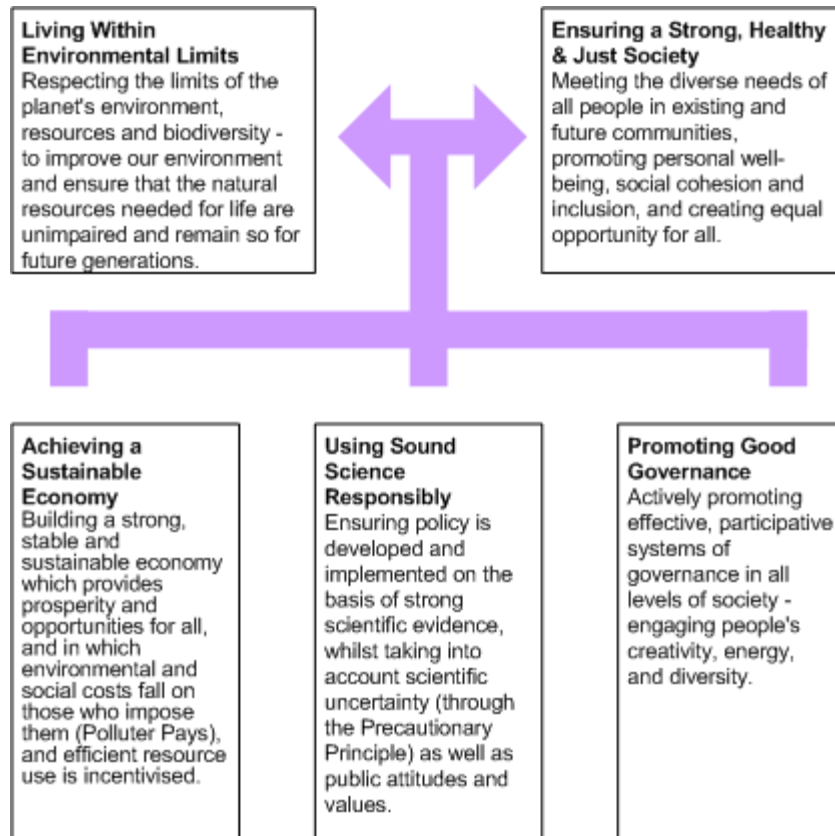 Living Within
Environmental Limits
Respecting the limits of the
planet's environment,
resources and biodiversity -
to improve our environment
and ensure that the natural
resources needed for life are
unimpaired and remain so for
future generations.
Ensuring a Strong, Healthy
& Just Society
Meeting the diverse needs of
all people in existing and
future communities,
promoting personal well-
being, social cohesion and
inclusion, and creating equal
opportunity for all.
Achieving a
Sustainable
Economy
Building a strong,
stable and
sustainable economy
which provides
prosperity and
opportunities for all,
and in which
environmental and
social costs fall on
those who impose
them (Polluter Pays),
and efficient resource
use is incentivised.
Using Sound
Science
Responsibly
Ensuring policy is
developed and
implemented on the
basis of strong
scientific evidence,
whilst taking into
account scientific
uncertainty (through
the Precautionary
Principle) as well as
public attitudes and
values.
Promoting Good
Governance
Actively promoting
effective, participative
systems of
governance in all
levels of society -
engaging people's
creativity, energy,
and diversity.